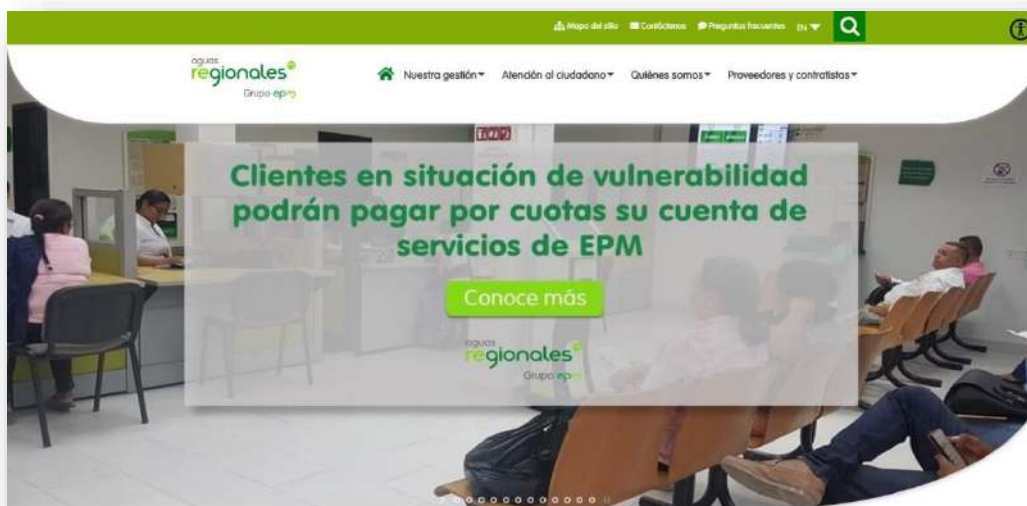 Mapa del sitio Contáctenos Preguntas frecuentes EN
aguas
regionales®
Grupo·epm
Nuestra gestión Atención al ciudadano Quiénes somos Proveedores y contratistas
Clientes en situación de vulnerabilidad
podrán pagar por cuotas su cuenta de
servicios de EPM
Conoce más
aguas
regionales®
Grupo epm